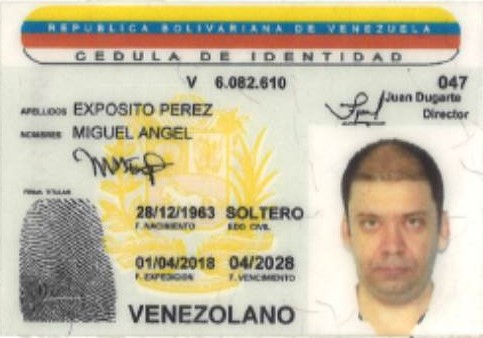 REPUBLICA BOLIVARIANA DE VENEZUELA
CEDULA DE IDENTIDAD
V 6.082.610
047
Juan Dugarte
Director
APELLIDOS EXPOSITO PEREZ
NOMBRES MIGUEL ANGEL
FIRMA TITULAR
28/12/1963 SOLTERO
F. NACIMIENTO EDO CIVIL
01/04/2018 04/2028
F. EXPEDICION F. VENCIMIENTO
VENEZOLANO